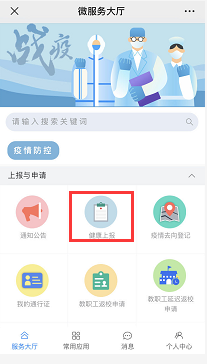 微服务大厅
战疫
请输入搜索关键词
疫情防控
上报与申请
通知公告 健康上报 疫情去向登记
我的通行证 教职工返校申请 教职工延迟返校申请
服务大厅 常用应用 消息 个人中心